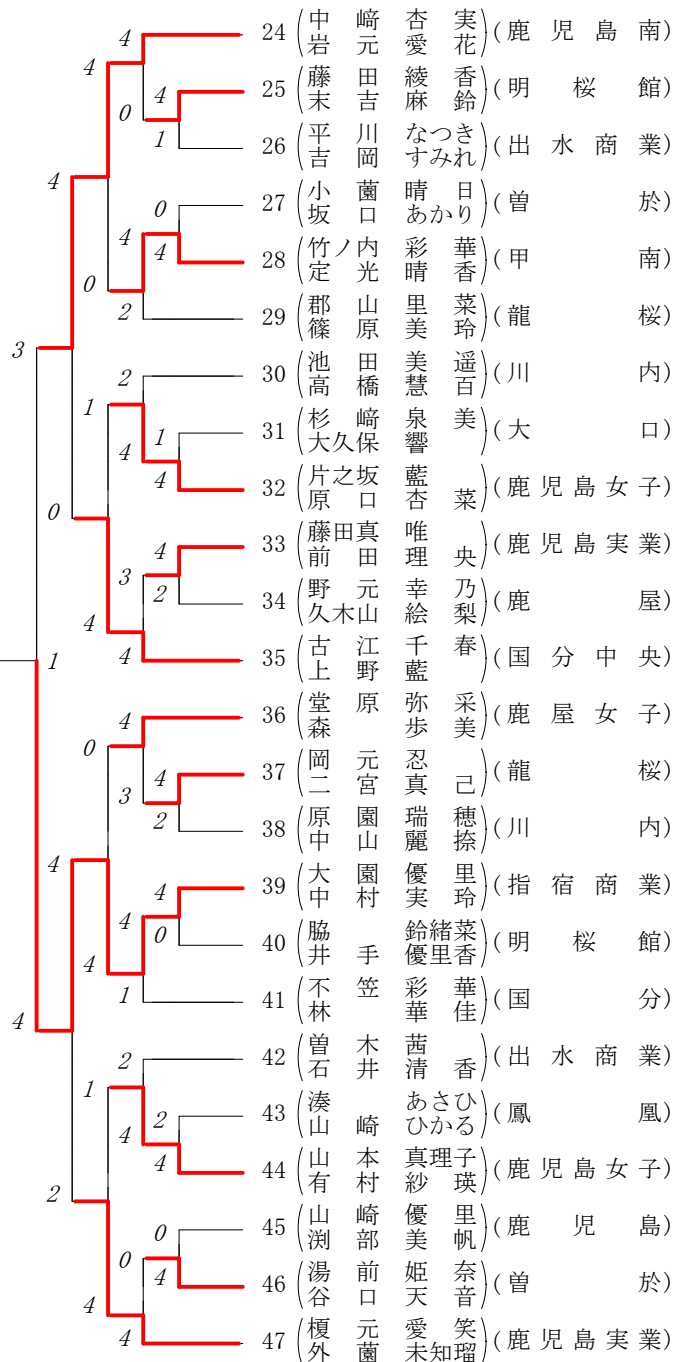 4
24 (中﨑杏実 岩元愛花) (鹿児島南)
4
0
4
25 (藤田綾香 末吉麻鈴) (明桜館)
1
26 (平川なつき 吉岡すみれ) (出水商業)
4
0
27 (小薗晴日 坂口あかり) (曽於)
4
4
28 (竹ノ内彩華 定光晴香) (甲南)
0
2
29 (郡山里菜 篠原美玲) (龍桜)
3
2
30 (池田美遥 高橋慧百) (川内)
1
1
31 (杉﨑泉美 大久保響) (大口)
4
4
32 (片之坂藍 原口杏菜) (鹿児島女子)
0
4
33 (藤田真唯 前田理央) (鹿児島実業)
3
2
34 (野元幸乃 久木山絵梨) (鹿屋)
4
4
35 (古江千春 上野藍) (国分中央)
1
4
36 (堂原弥采 森歩美) (鹿屋女子)
0
4
37 (岡元忍 二宮真己) (龍桜)
3
2
38 (原園瑞穂 中山麗捺) (川内)
4
4
39 (大園優里 中村実玲) (指宿商業)
4
0
40 (脇鈴緒菜 井手優里香) (明桜館)
4
1
41 (不笠彩華 林華佳) (国分)
4
2
42 (曽木茜 石井清香) (出水商業)
1
2
43 (湊あさひ 山崎ひかる) (鳳凰)
4
4
44 (山本真理子 有村紗瑛) (鹿児島女子)
2
0
45 (山崎優里 渕部美帆) (鹿児島)
0
4
46 (湯前姫奈 谷口天音) (曽於)
4
4
47 (榎元愛笑 外薗未知瑠) (鹿児島実業)